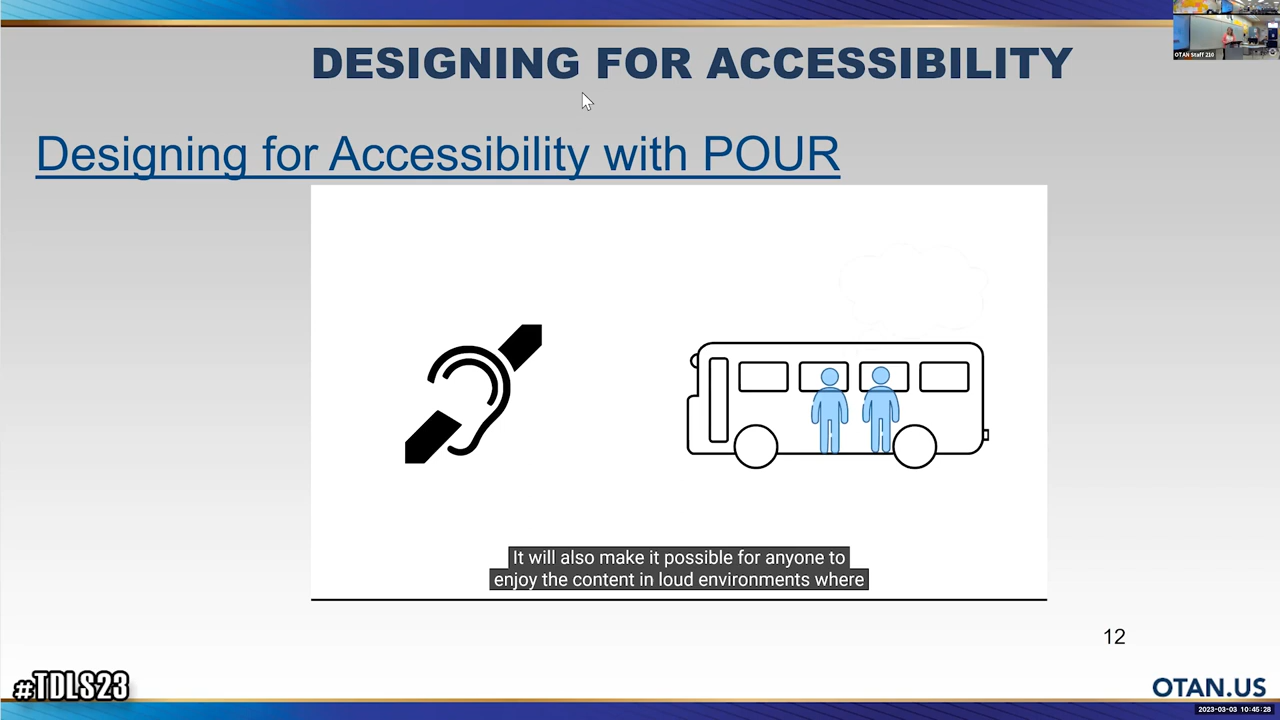 DESIGNING FOR ACCESSIBILITY
OTAN Staff 210
Designing for Accessibility with POUR
It will also make it possible for anyone to
enjoy the content in loud environments where
12
#TDLS23
OTAN.US
2023-03-03 10:45:28